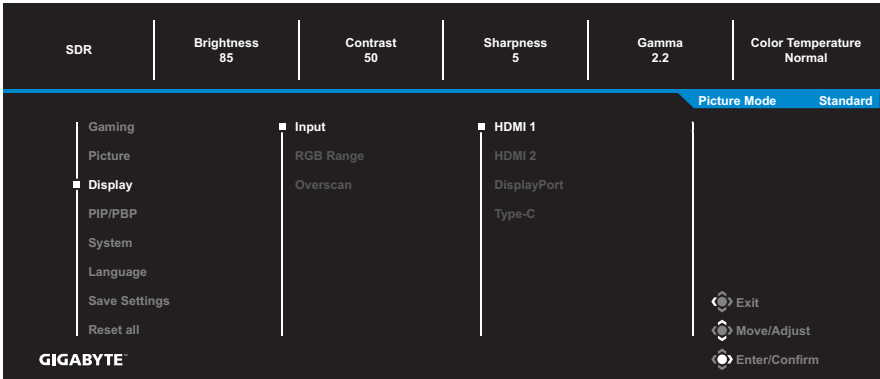 SDR
Brightness
85
Contrast
50
Sharpness
5
Gamma
2.2
Color Temperature
Normal
Picture Mode Standard
Gaming
Picture
Display
PIP/PBP
System
Language
Save Settings
Reset all
Input
RGB Range
Overscan
HDMI 1
HDMI 2
DisplayPort
Type-C
Exit
Move/Adjust
Enter/Confirm
GIGABYTE™